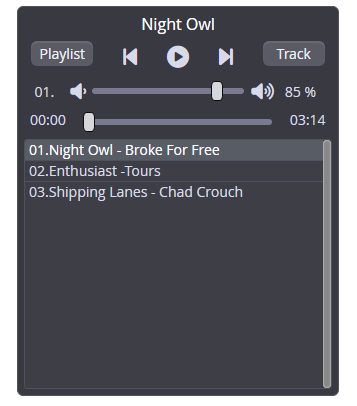 Night Owl
Playlist
Track
01.
85 %
00:00
03:14
01.Night Owl - Broke For Free
02.Enthusiast -Tours
03.Shipping Lanes - Chad Crouch